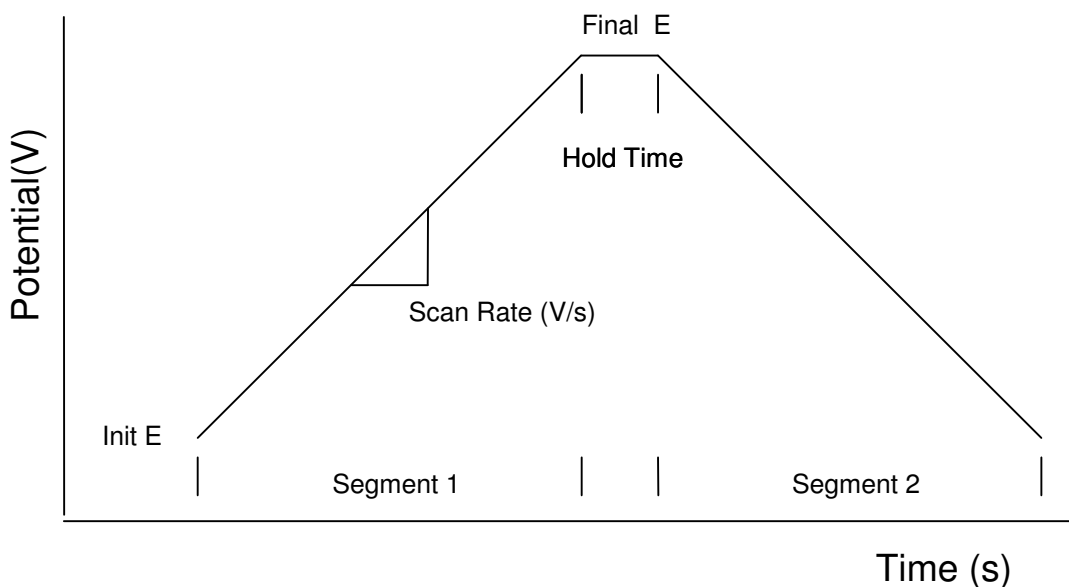 Final E
Hold Time
Potential(V)
Scan Rate (V/s)
Init E
Segment 1
Segment 2
Time (s)